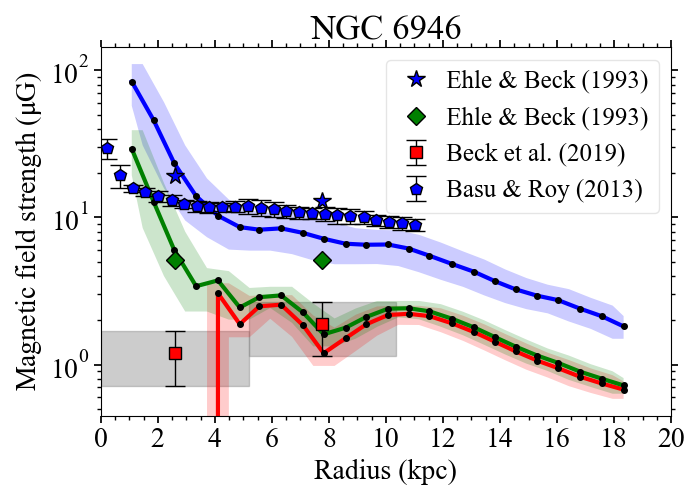 NGC 6946
Magnetic field strength (μG)
10²
10¹
10⁰
Ehle & Beck (1993)
Ehle & Beck (1993)
Beck et al. (2019)
Basu & Roy (2013)
0 2 4 6 8 10 12 14 16 18 20
Radius (kpc)